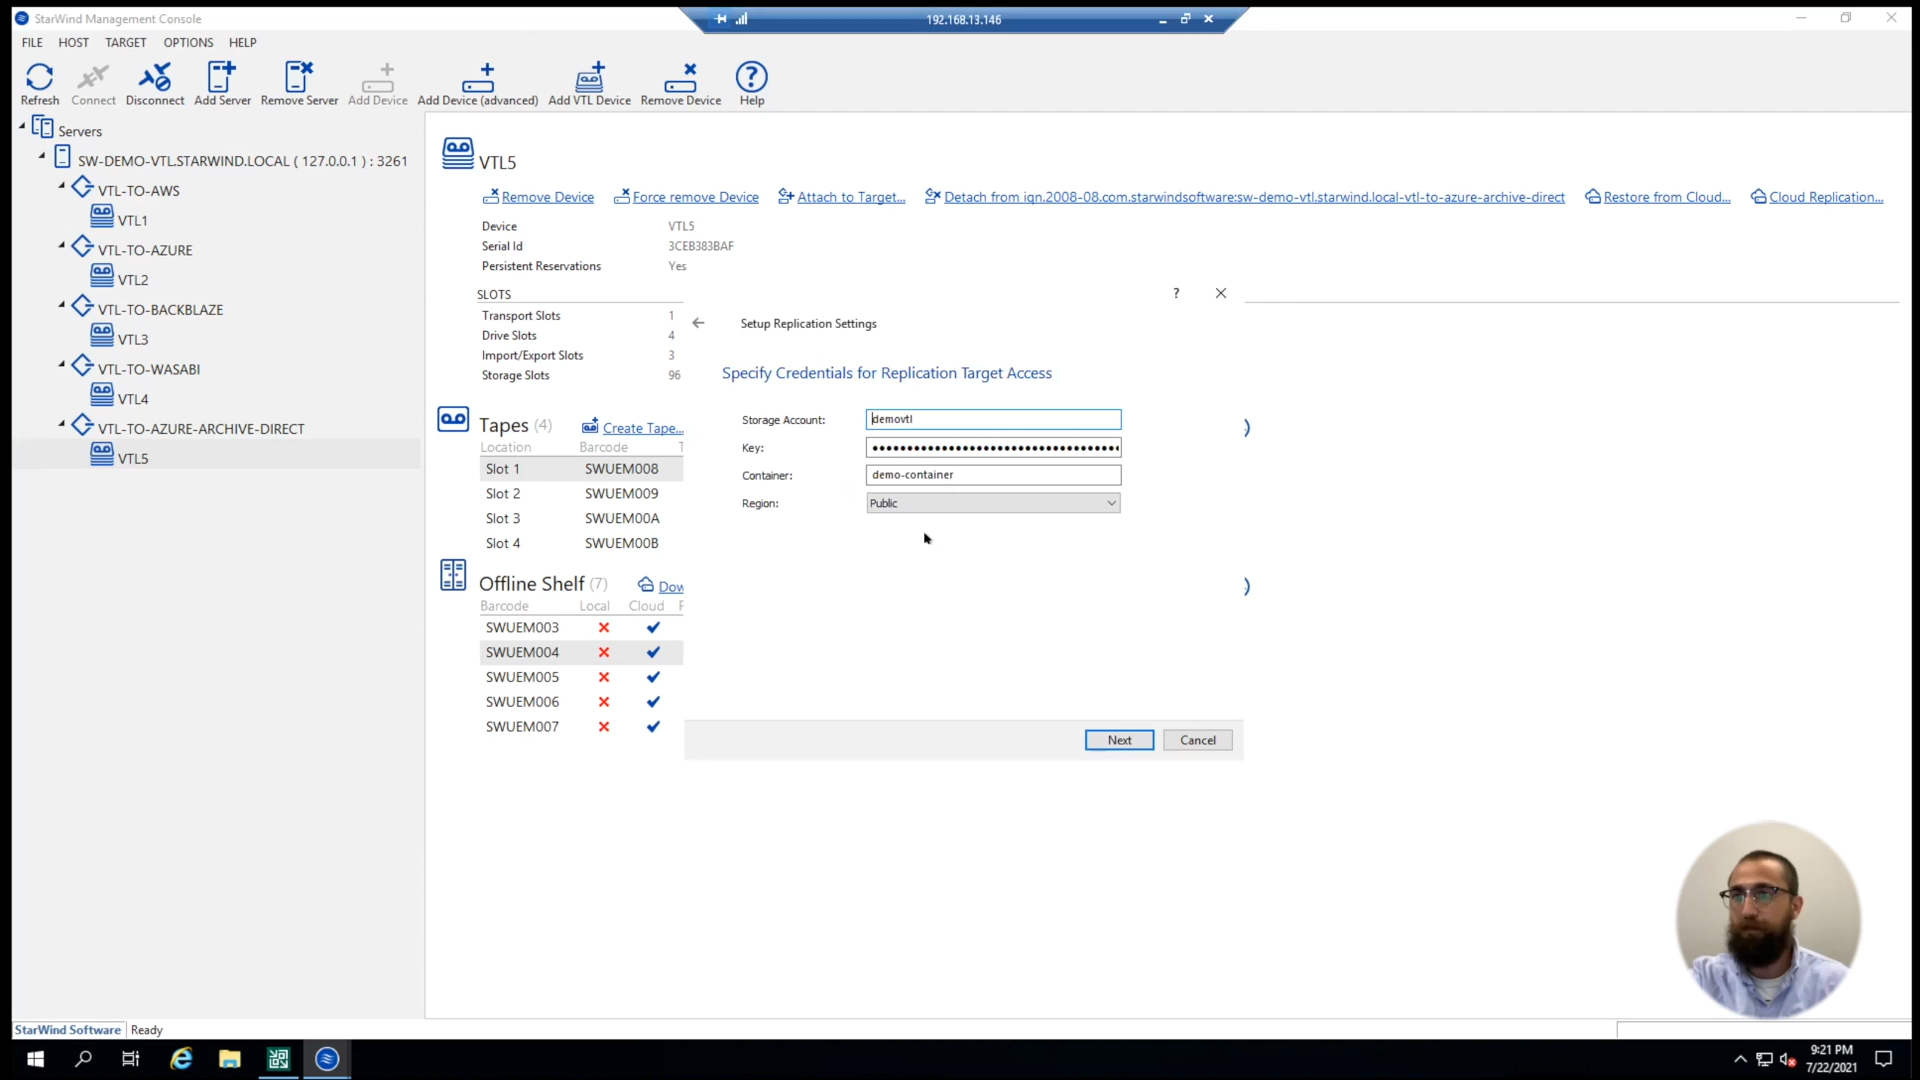 StarWind Management Console
192.168.13.146
FILE HOST TARGET OPTIONS HELP
Refresh Connect Disconnect Add Server Remove Server Add Device Add Device (advanced) Add VTL Device Remove Device Help
Servers
SW-DEMO-VTL.STARWIND.LOCAL ( 127.0.0.1 ) : 3261
VTL-TO-AWS
VTL1
VTL-TO-AZURE
VTL2
VTL-TO-BACKBLAZE
VTL3
VTL-TO-WASABI
VTL4
VTL-TO-AZURE-ARCHIVE-DIRECT
VTL5
VTL5
Remove Device Force remove Device Attach to Target... Detach from iqn.2008-08.com.starwindsoftware:sw-demo-vtl.starwind.local-vtl-to-azure-archive-direct Restore from Cloud... Cloud Replication...
Device VTL5
Serial Id 3CEB383BAF
Persistent Reservations Yes
SLOTS
Transport Slots 1
Drive Slots 4
Import/Export Slots 3
Storage Slots 96
Tapes (4) Create Tape...
Location Barcode T
Slot 1 SWUEM008
Slot 2 SWUEM009
Slot 3 SWUEM00A
Slot 4 SWUEM00B
Offline Shelf (7) Dow
Barcode Local Cloud
SWUEM003
SWUEM004
SWUEM005
SWUEM006
SWUEM007
?
Setup Replication Settings
Specify Credentials for Replication Target Access
Storage Account: demovtl
Key: ••••••••••••••••••••••••••••••••••••
Container: demo-container
Region: Public
Next Cancel
StarWind Software Ready
9:21 PM
7/22/2021